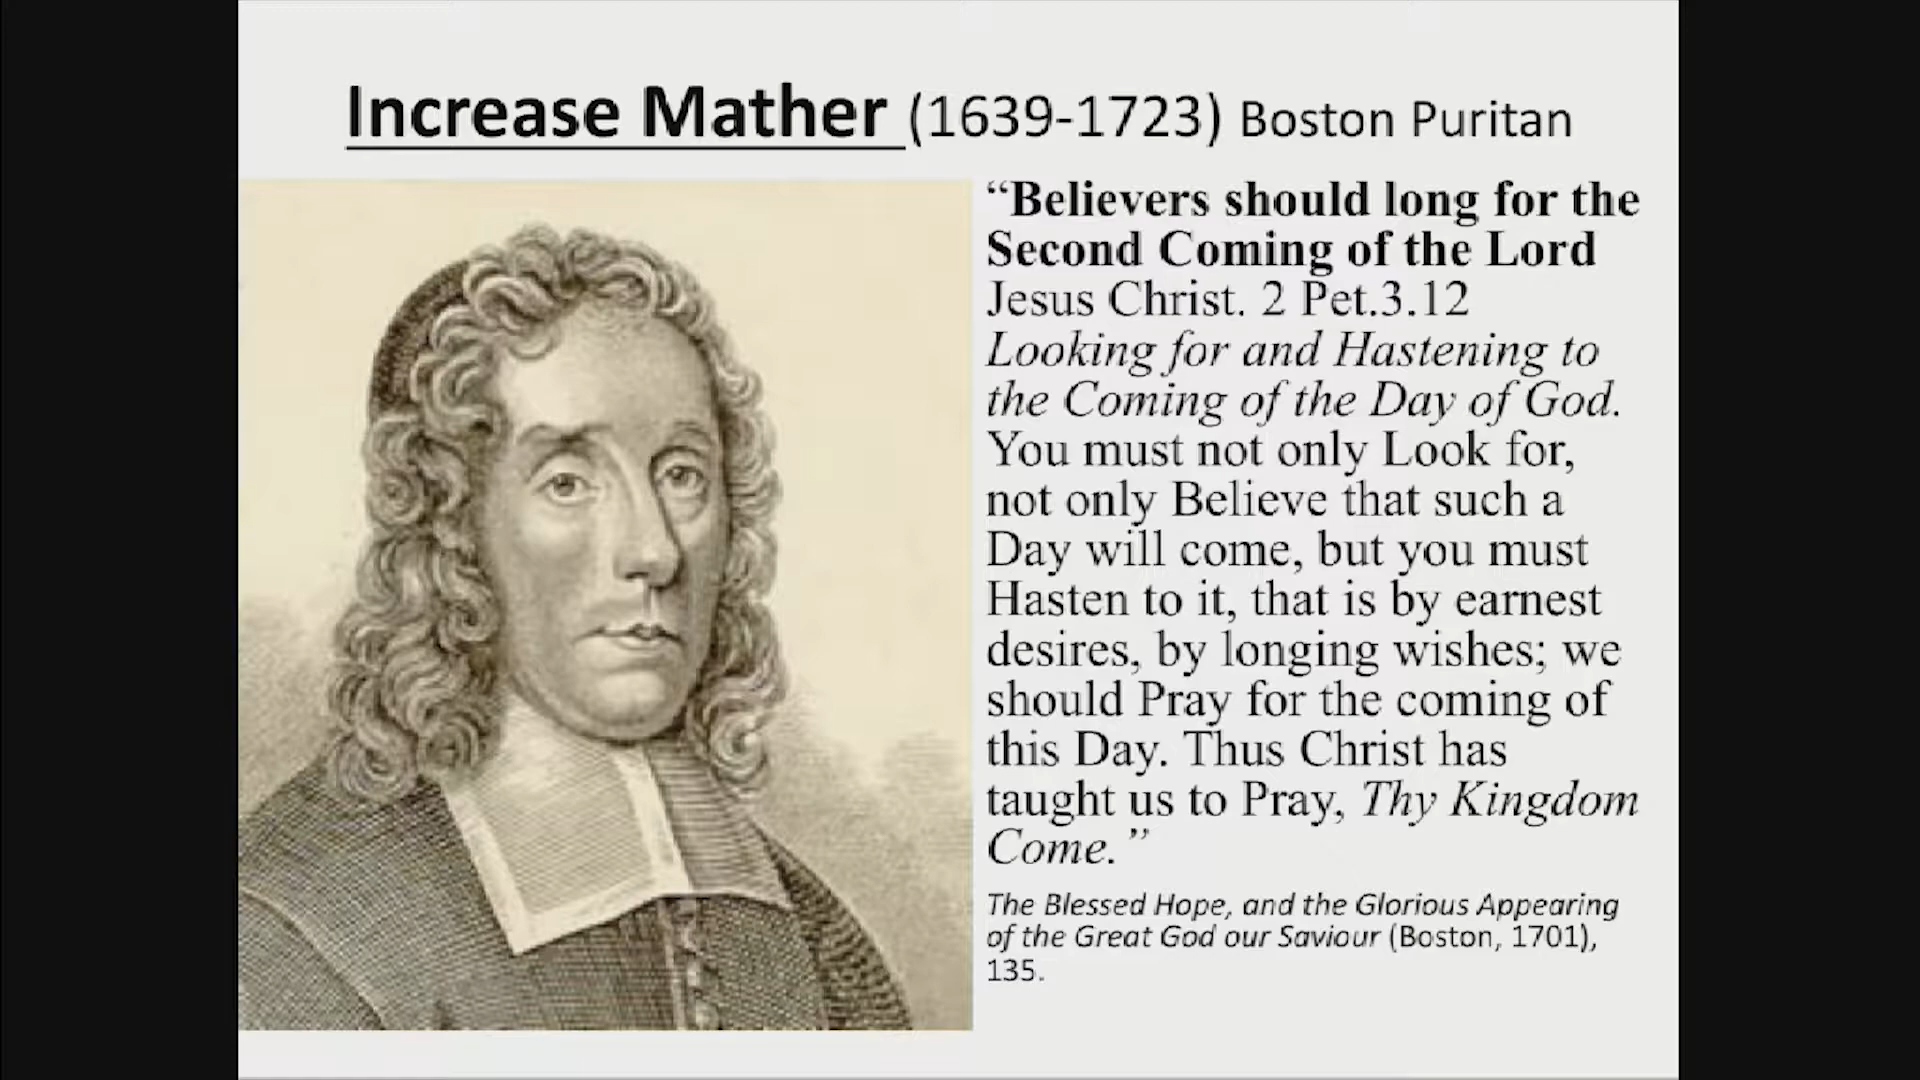 Increase Mather (1639-1723) Boston Puritan
“Believers should long for the
Second Coming of the Lord
Jesus Christ. 2 Pet.3.12
Looking for and Hastening to
the Coming of the Day of God.
You must not only Look for,
not only Believe that such a
Day will come, but you must
Hasten to it, that is by earnest
desires, by longing wishes; we
should Pray for the coming of
this Day. Thus Christ has
taught us to Pray, Thy Kingdom
Come.”
The Blessed Hope, and the Glorious Appearing
of the Great God our Saviour (Boston, 1701),
135.